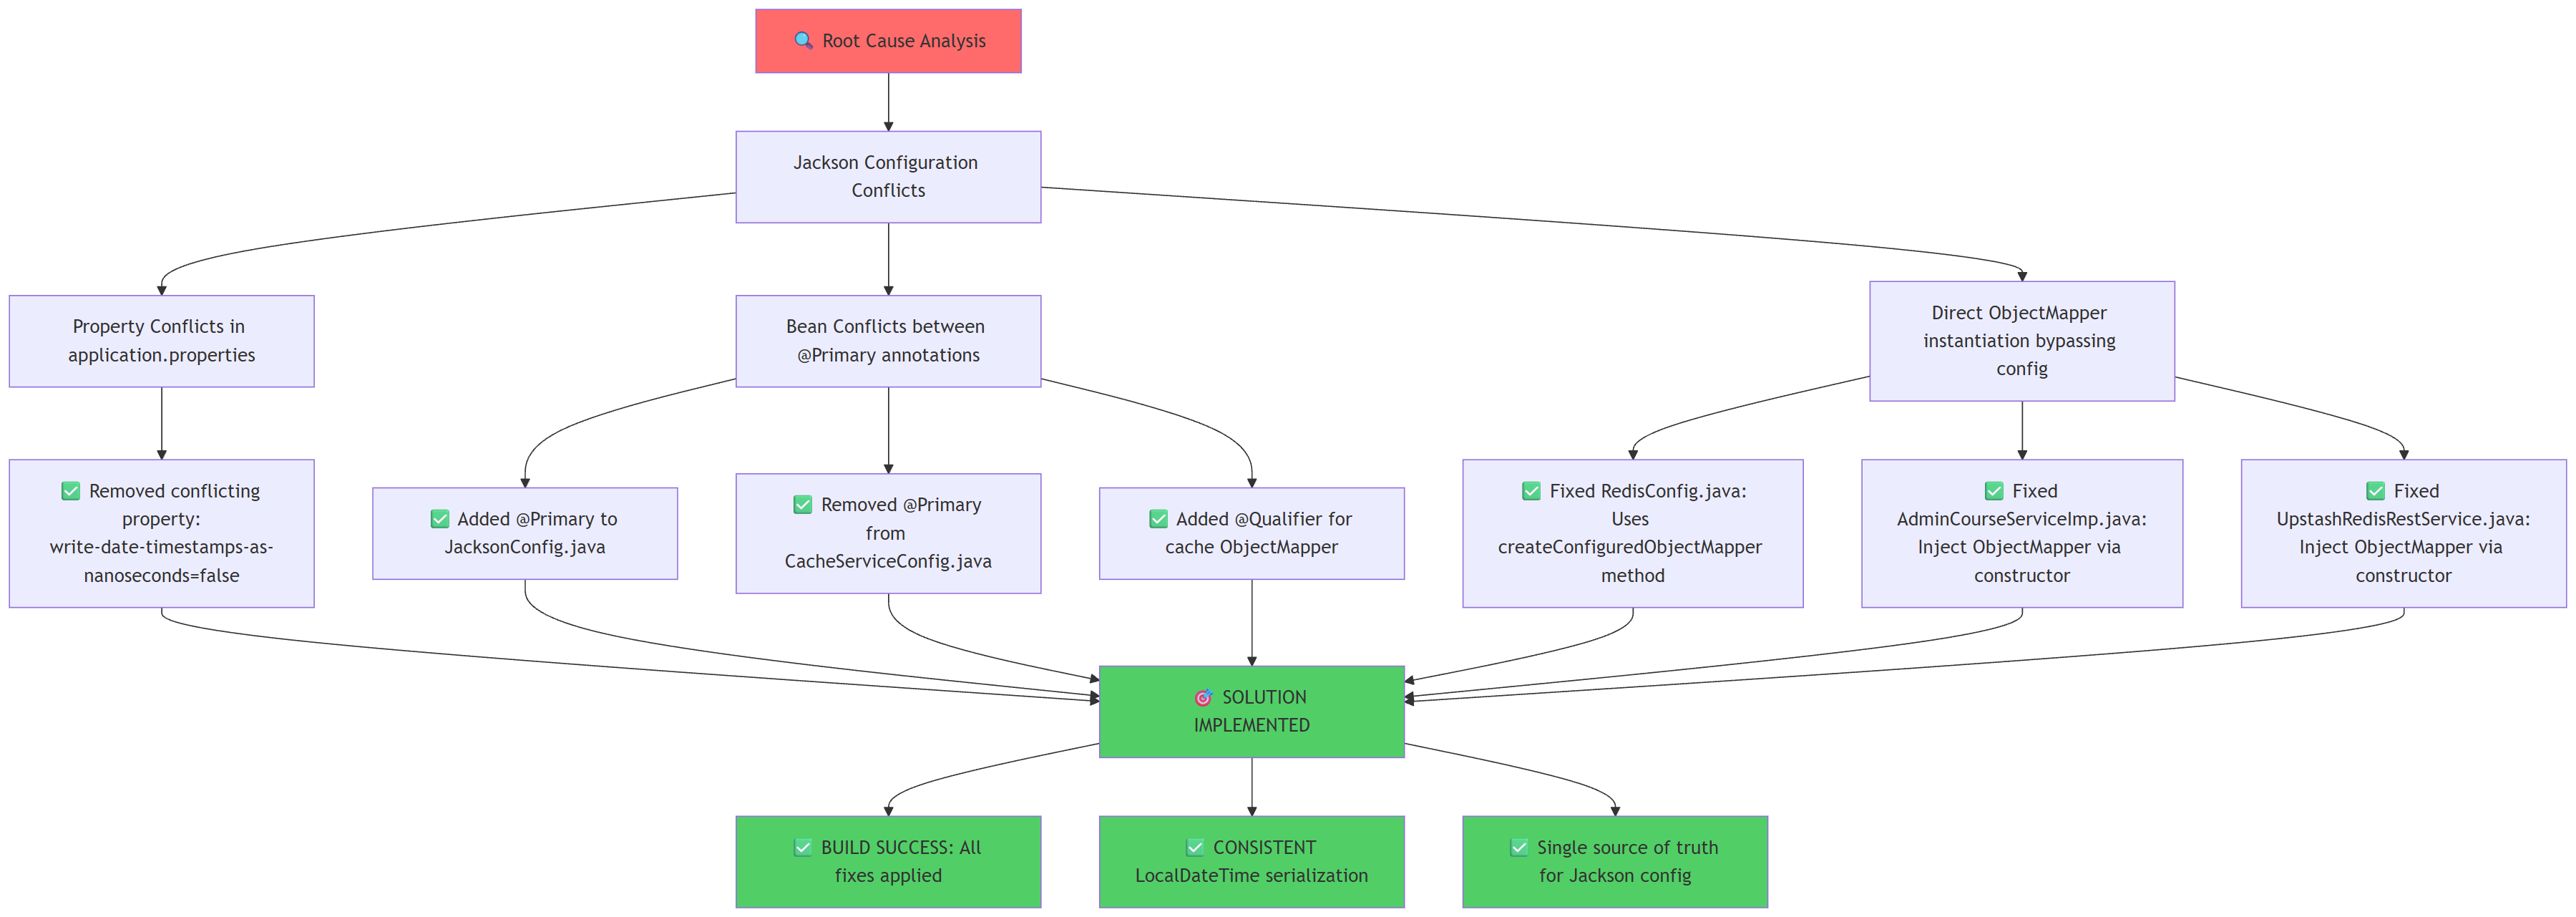 🔍 Root Cause Analysis
Jackson Configuration
Conflicts
Property Conflicts in
application.properties
Bean Conflicts between
@Primary annotations
Direct ObjectMapper
instantiation bypassing
config
✅ Removed conflicting
property:
write-date-timestamps-as-
nanoseconds=false
✅ Added @Primary to
JacksonConfig.java
✅ Removed @Primary
from
CacheServiceConfig.java
✅ Added @Qualifier for
cache ObjectMapper
✅ Fixed RedisConfig.java:
Uses
createConfiguredObjectMapper
method
✅ Fixed
AdminCourseServiceImp.java:
Inject ObjectMapper via
constructor
✅ Fixed
UpstashRedisRestService.java:
Inject ObjectMapper via
constructor
🎯 SOLUTION
IMPLEMENTED
✅ BUILD SUCCESS: All
fixes applied
✅ CONSISTENT
LocalDateTime serialization
✅ Single source of truth
for Jackson config